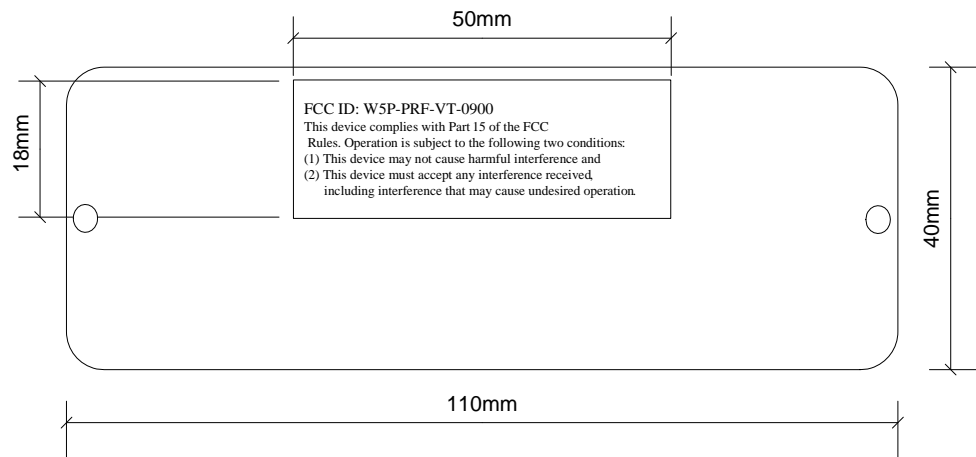 50mm
18mm
FCC ID: W5P-PRF-VT-0900
This device complies with Part 15 of the FCC
Rules. Operation is subject to the following two conditions:
(1) This device may not cause harmful interference and
(2) This device must accept any interference received,
including interference that may cause undesired operation.
40mm
110mm